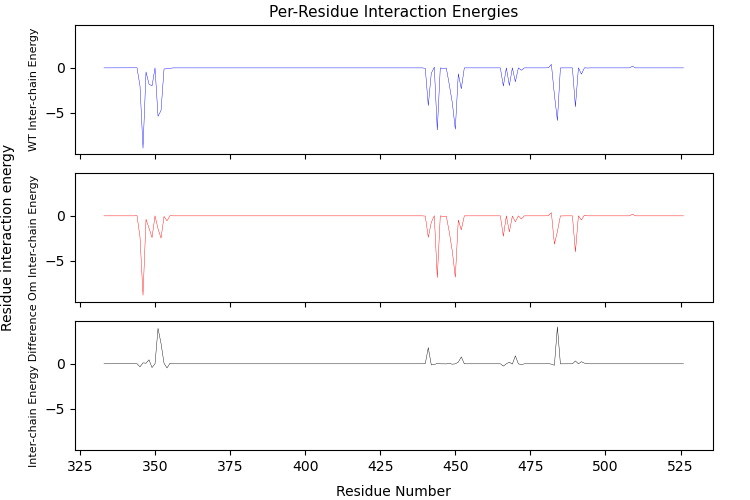 Per-Residue Interaction Energies
Residue interaction energy
WT Inter-chain Energy
0
−5
Om Inter-chain Energy
0
−5
Inter-chain Energy Difference
0
−5
325 350 375 400 425 450 475 500 525
Residue Number